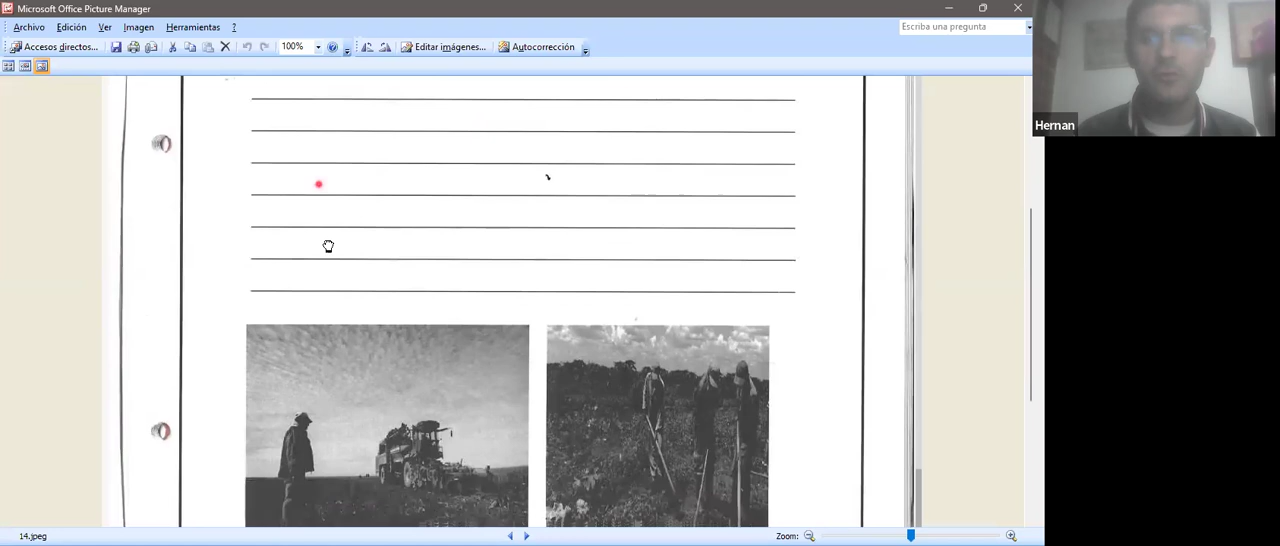 Microsoft Office Picture Manager
Archivo Edición Ver Imagen Herramientas ?
Escriba una pregunta
Accesos directos... 100% Editar imágenes... Autocorrección
Hernan
14.jpeg
Zoom: